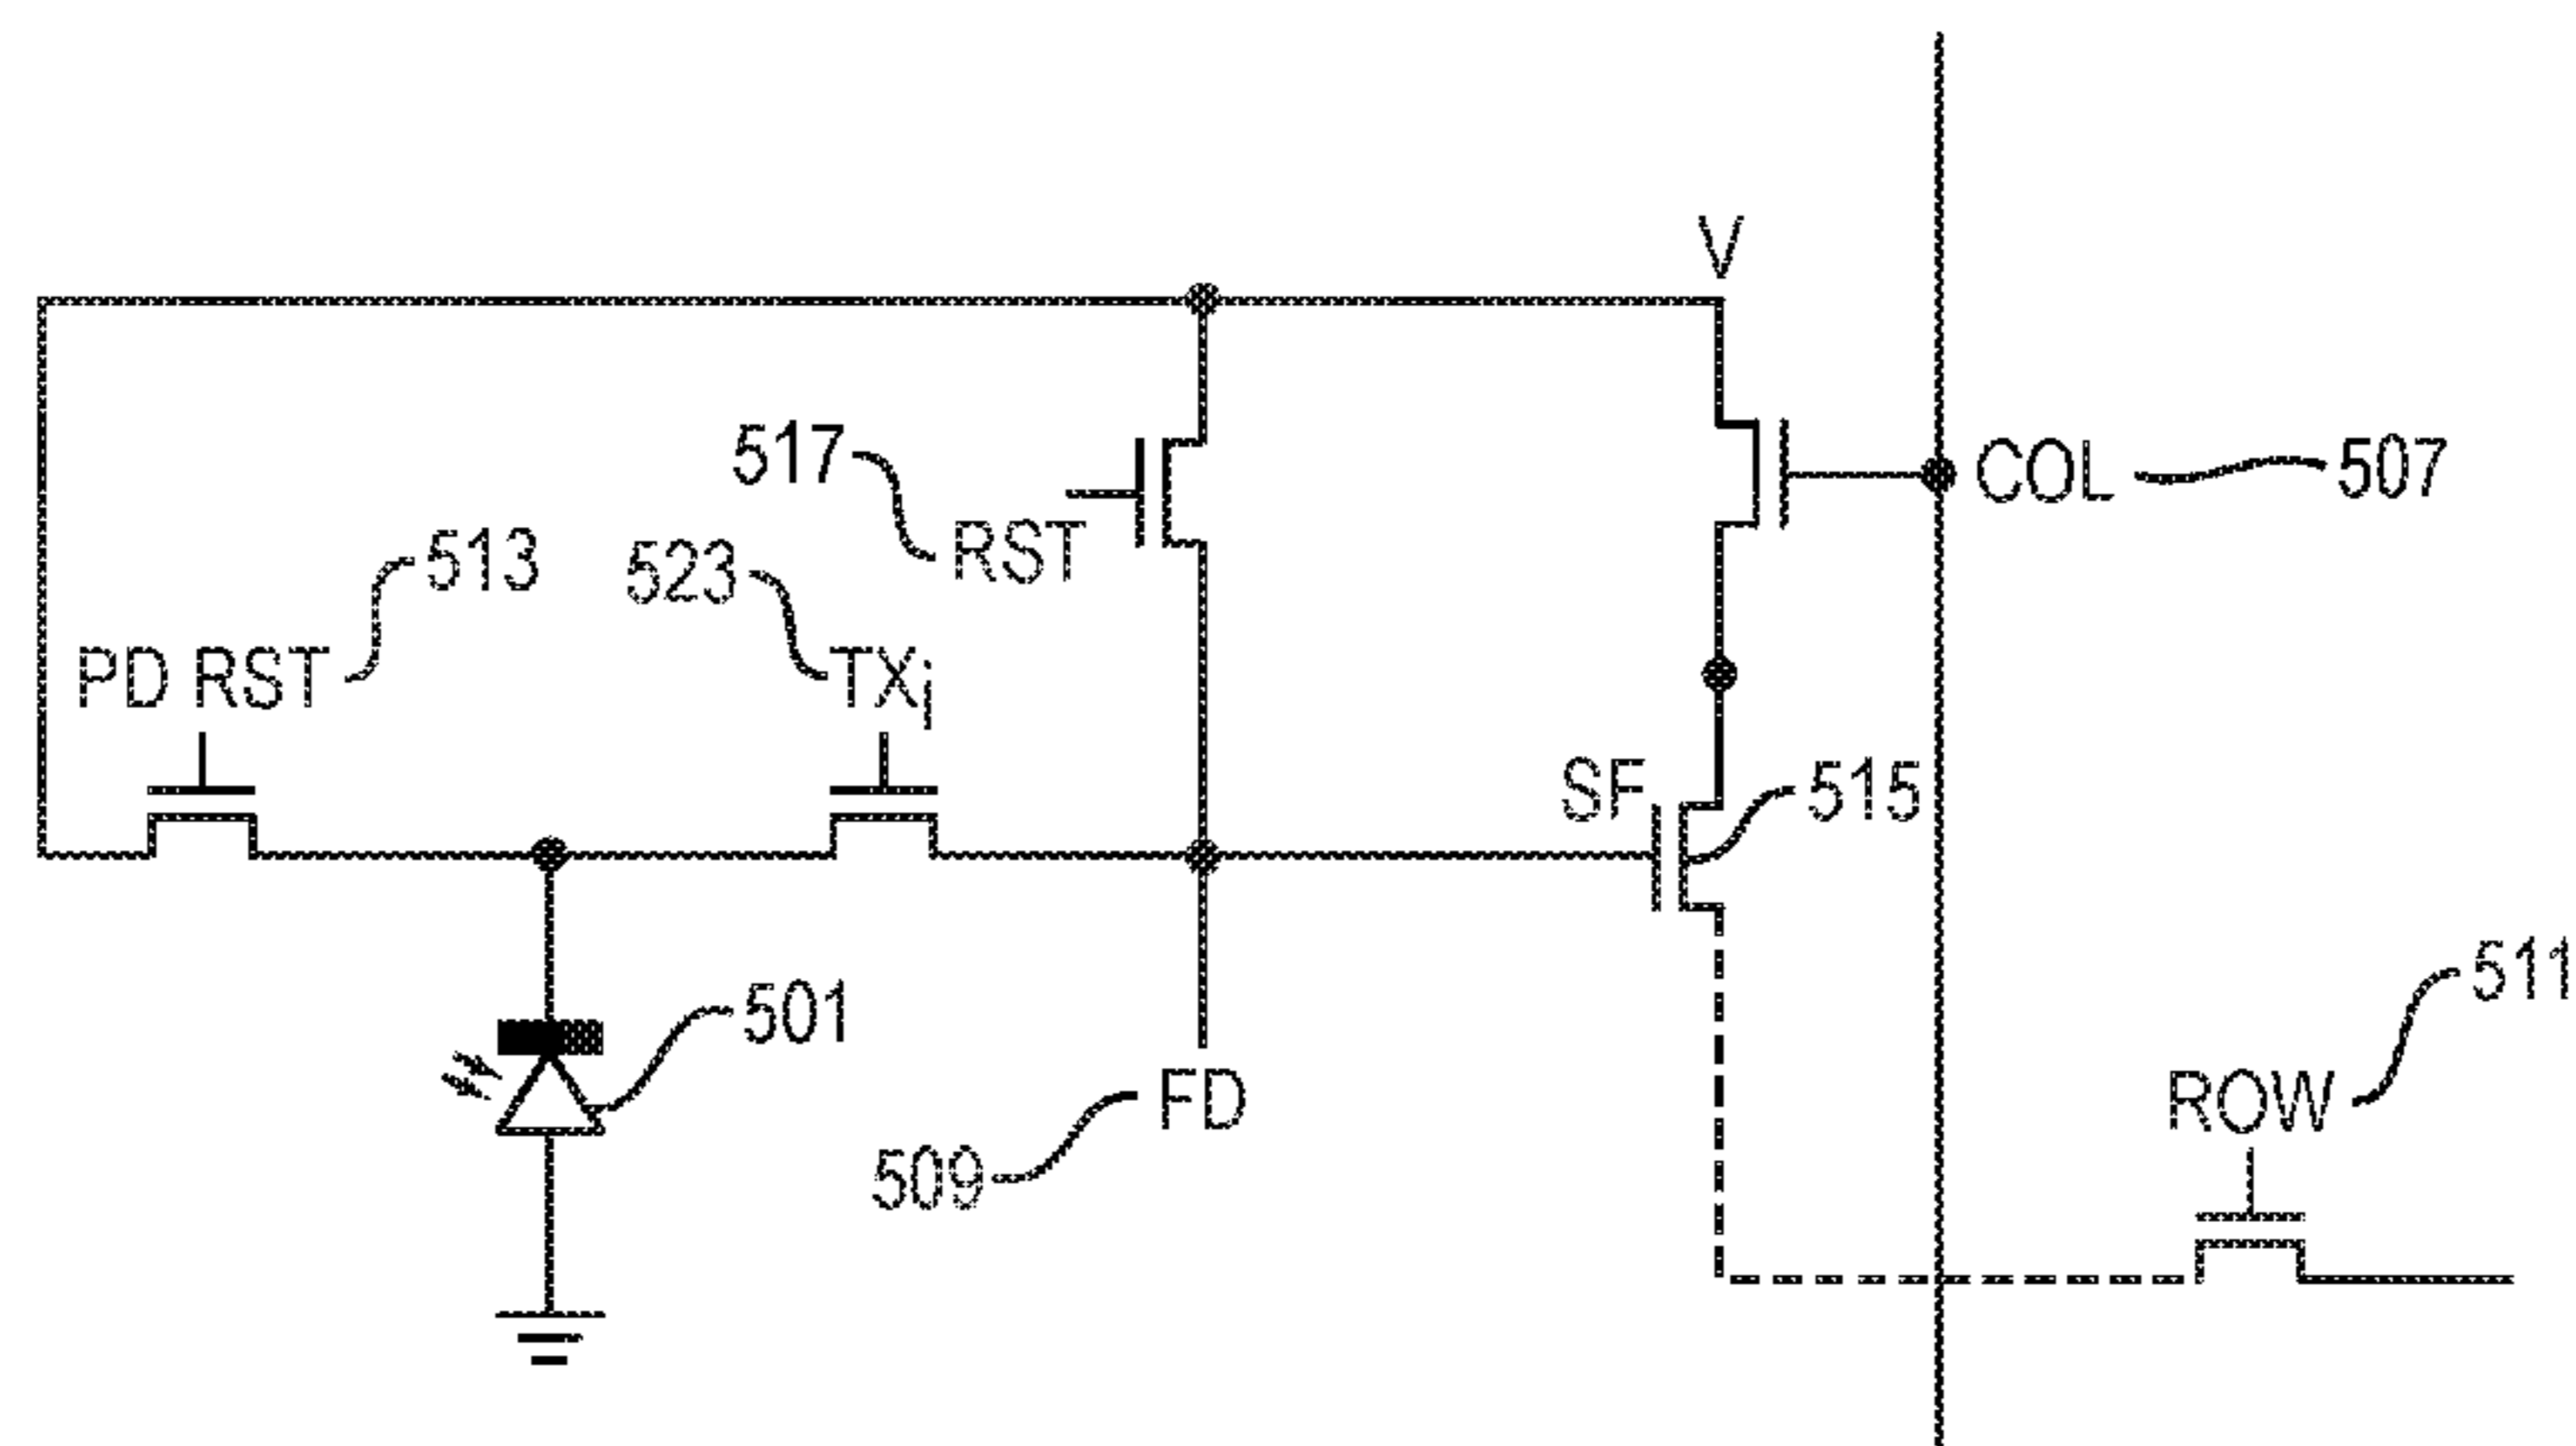 V
517
COL 507
RST
513
523
PD RST
TXj
SF
515
511
501
FD
ROW
509